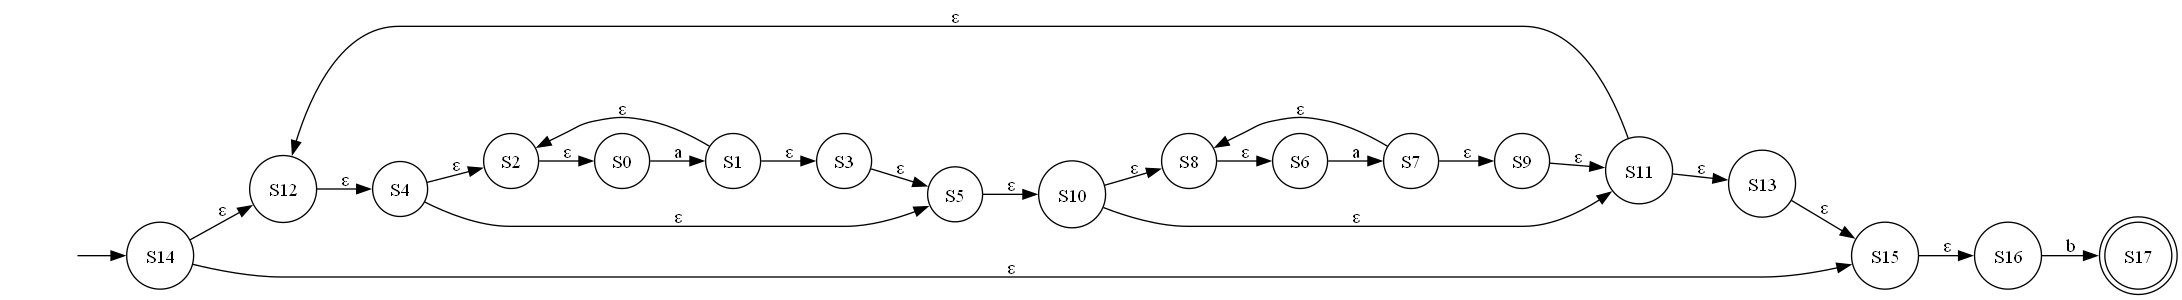 ε
ε ε
S2 ε S0 a S1 ε S3
S8 ε S6 a S7 ε S9 ε S11 ε S13
S12 ε S4 ε ε S5 ε S10 ε
ε ε ε ε
S14 ε S15 ε S16 b S17